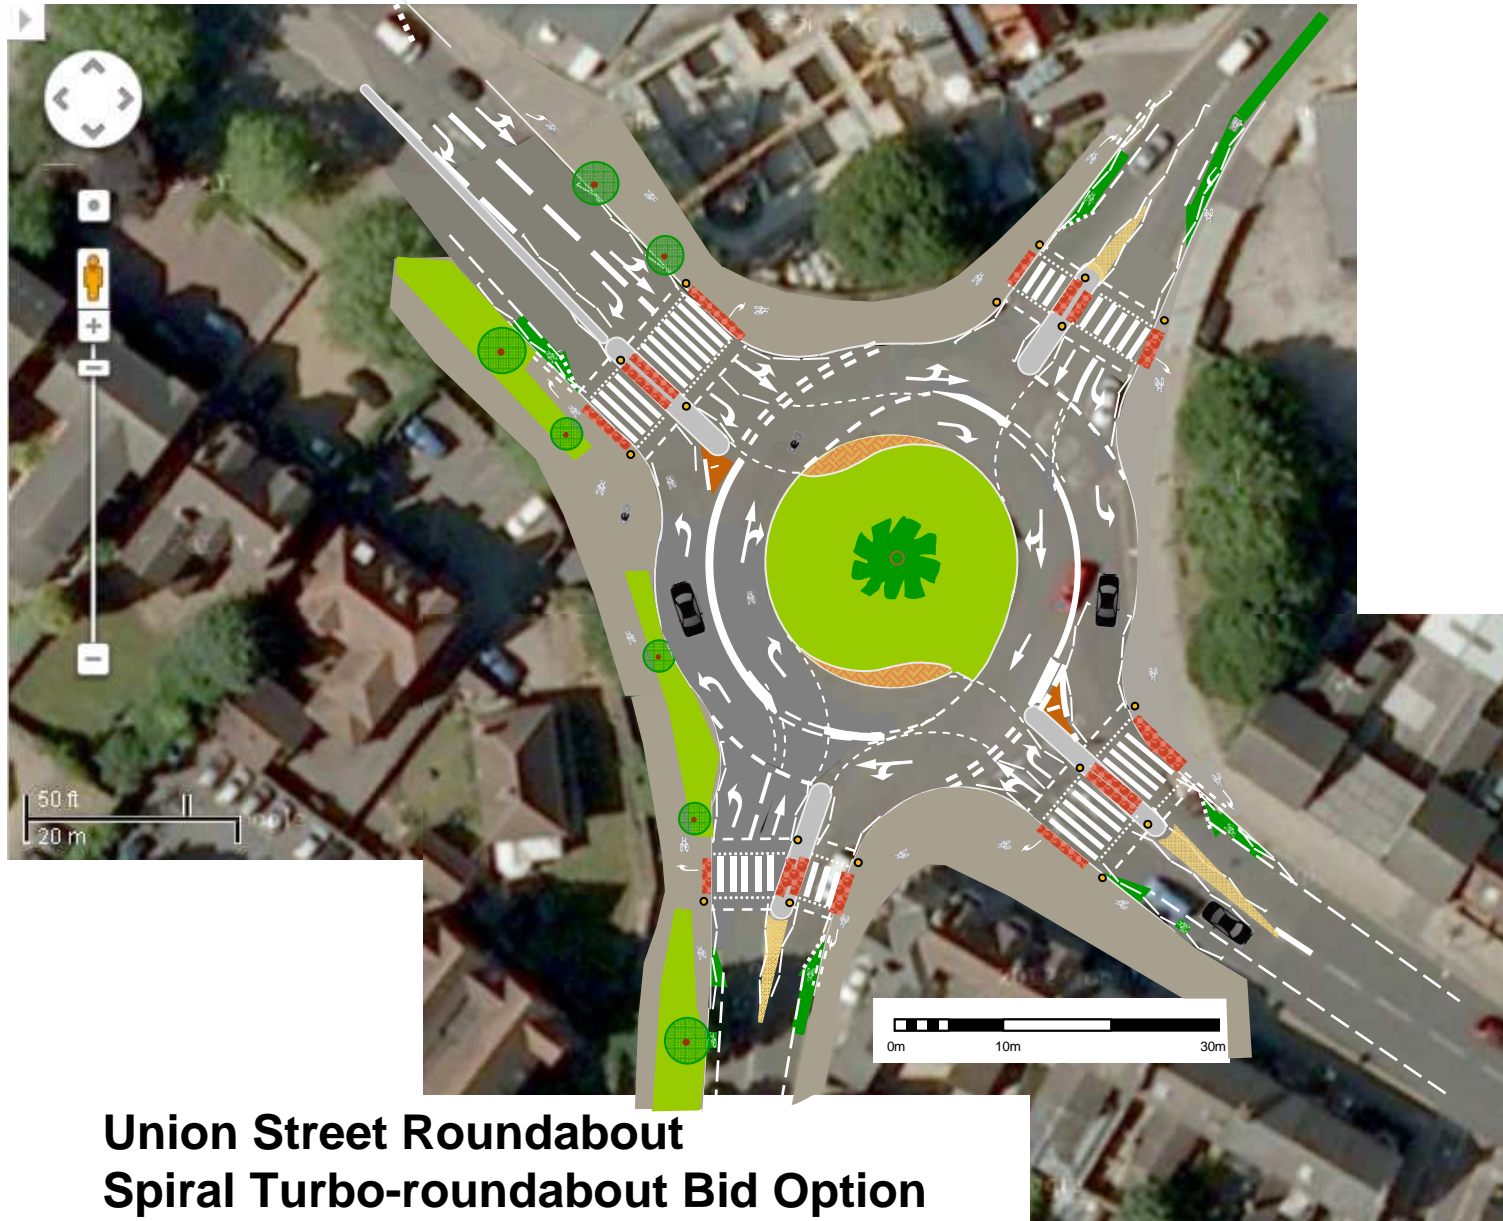 50 ft
20 m
0m 10m 30m
Union Street Roundabout
Spiral Turbo-roundabout Bid Option